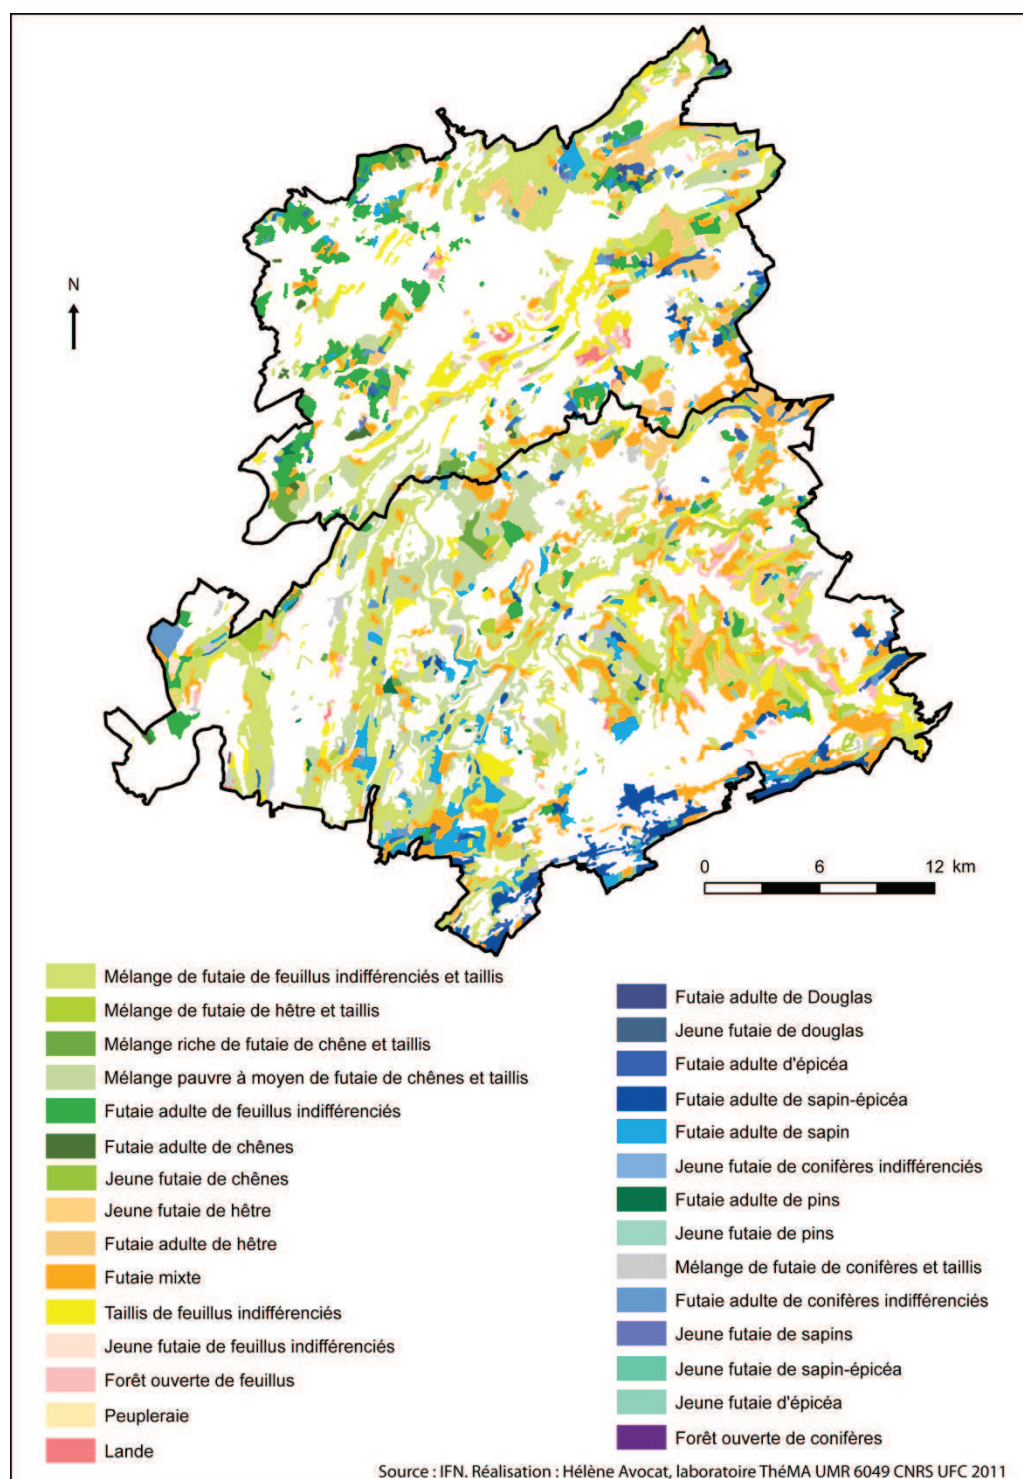 N
0 6 12 km
Mélange de futaie de feuillus indifférenciés et taillis
Mélange de futaie de hêtre et taillis
Mélange riche de futaie de chêne et taillis
Mélange pauvre à moyen de futaie de chênes et taillis
Futaie adulte de feuillus indifférenciés
Futaie adulte de chênes
Jeune futaie de chênes
Jeune futaie de hêtre
Futaie adulte de hêtre
Futaie mixte
Taillis de feuillus indifférenciés
Jeune futaie de feuillus indifférenciés
Forêt ouverte de feuillus
Peupleraie
Lande
Futaie adulte de Douglas
Jeune futaie de douglas
Futaie adulte d'épicéa
Futaie adulte de sapin-épicéa
Futaie adulte de sapin
Jeune futaie de conifères indifférenciés
Futaie adulte de pins
Jeune futaie de pins
Mélange de futaie de conifères et taillis
Futaie adulte de conifères indifférenciés
Jeune futaie de sapins
Jeune futaie de sapin-épicéa
Jeune futaie d'épicéa
Forêt ouverte de conifères
Source : IFN. Réalisation : Hélène Avocat, laboratoire ThéMA UMR 6049 CNRS UFC 2011